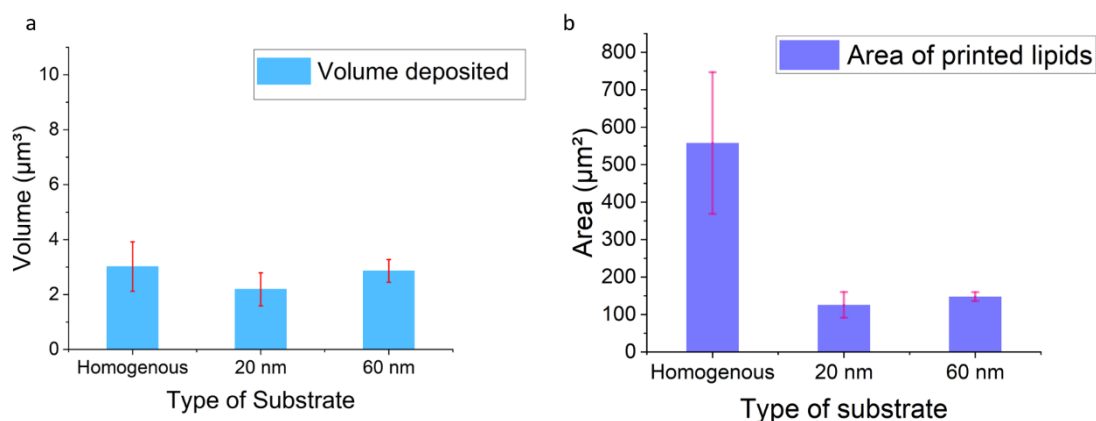 a
Volume deposited
Volume (µm³)
10
8
6
4
2
0
Homogenous 20 nm 60 nm
Type of Substrate
b
Area of printed lipids
Area (µm²)
800
700
600
500
400
300
200
100
0
Homogenous 20 nm 60 nm
Type of substrate